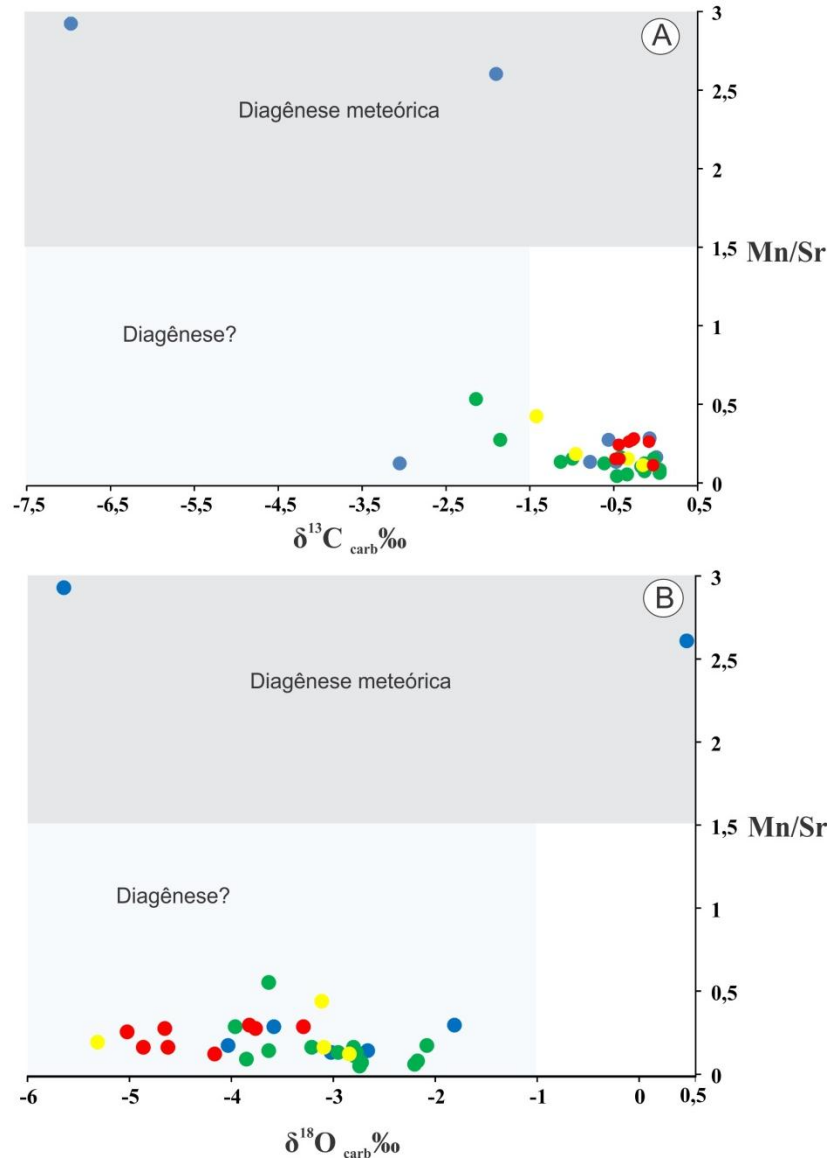 A
3
2,5
Diagênese meteórica
2
1,5 Mn/Sr
Diagênese?
1
0,5
0
-7,5 -6,5 -5,5 -4,5 -3,5 -2,5 -1,5 -0,5 0,5
δ¹³C carb‰
B
3
2,5
Diagênese meteórica
2
1,5 Mn/Sr
Diagênese?
1
0,5
0
-6 -5 -4 -3 -2 -1 0 0,5
δ¹⁸O carb‰